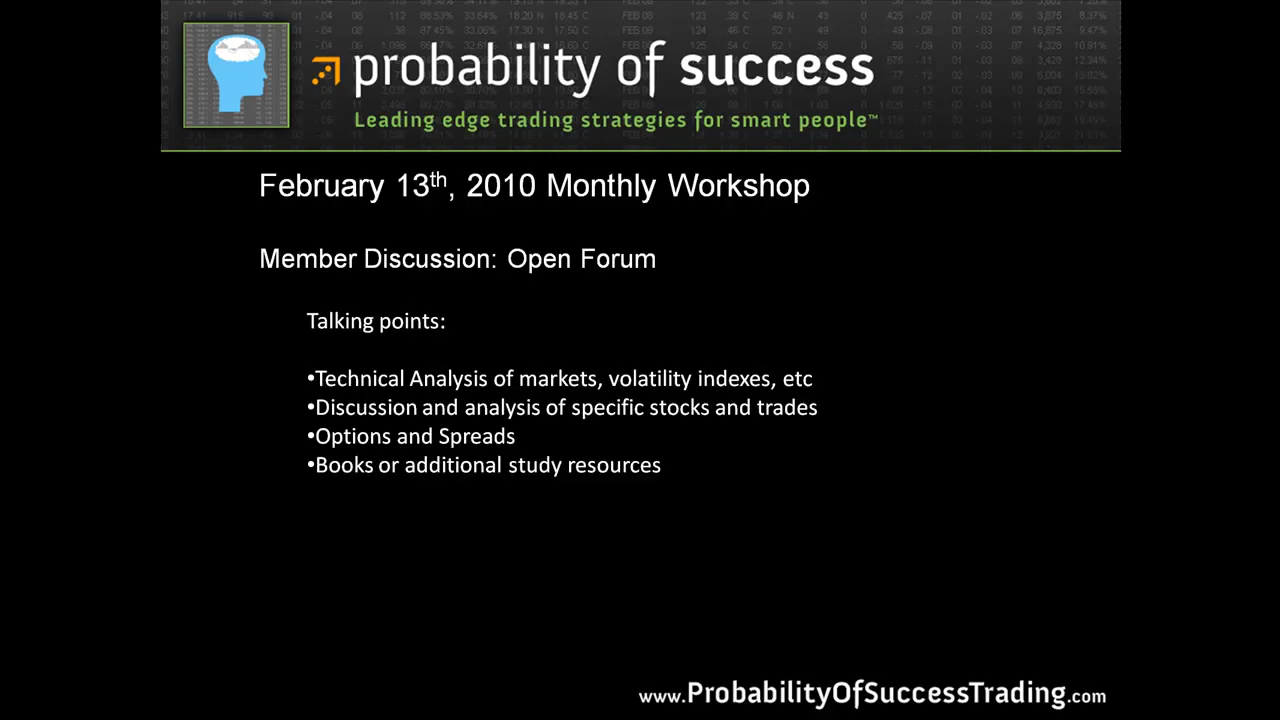 probability of success
Leading edge trading strategies for smart people™
February 13th, 2010 Monthly Workshop
Member Discussion: Open Forum
Talking points:
•Technical Analysis of markets, volatility indexes, etc
•Discussion and analysis of specific stocks and trades
•Options and Spreads
•Books or additional study resources
www.ProbabilityOfSuccessTrading.com